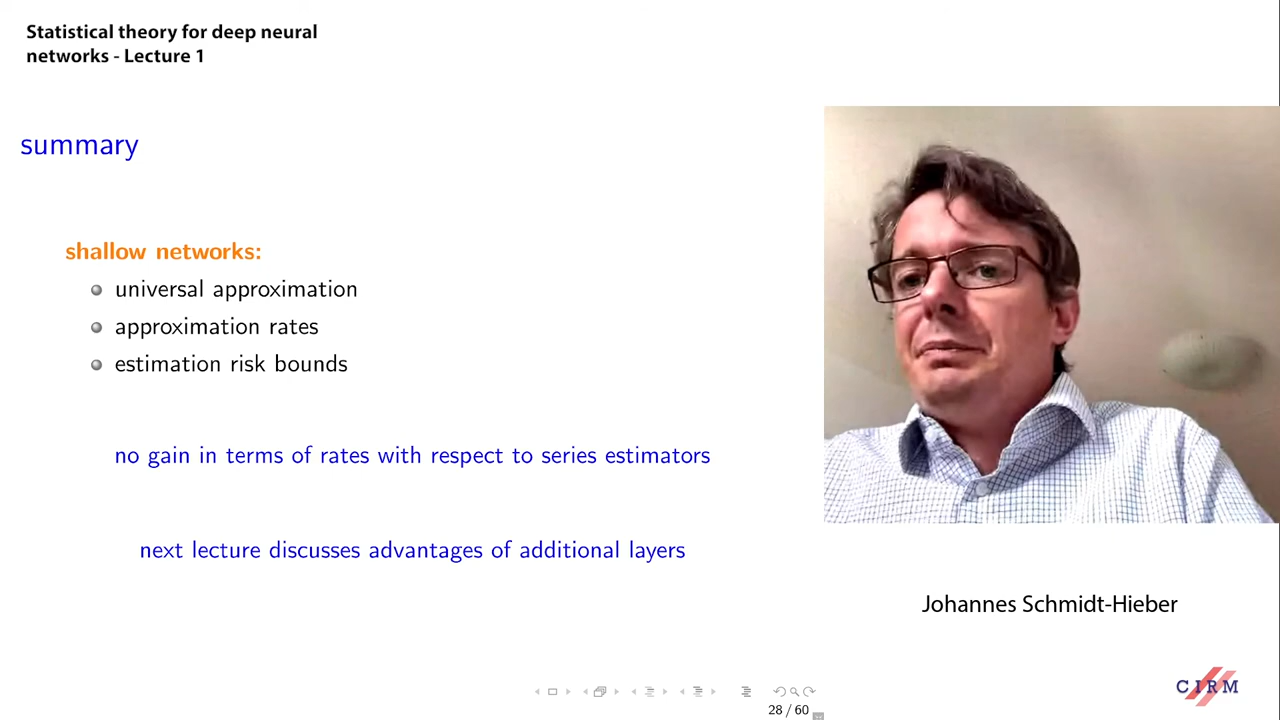 Statistical theory for deep neural
networks - Lecture 1
summary
shallow networks:
universal approximation
approximation rates
estimation risk bounds
no gain in terms of rates with respect to series estimators
next lecture discusses advantages of additional layers
Johannes Schmidt-Hieber
CIRM
28 / 60